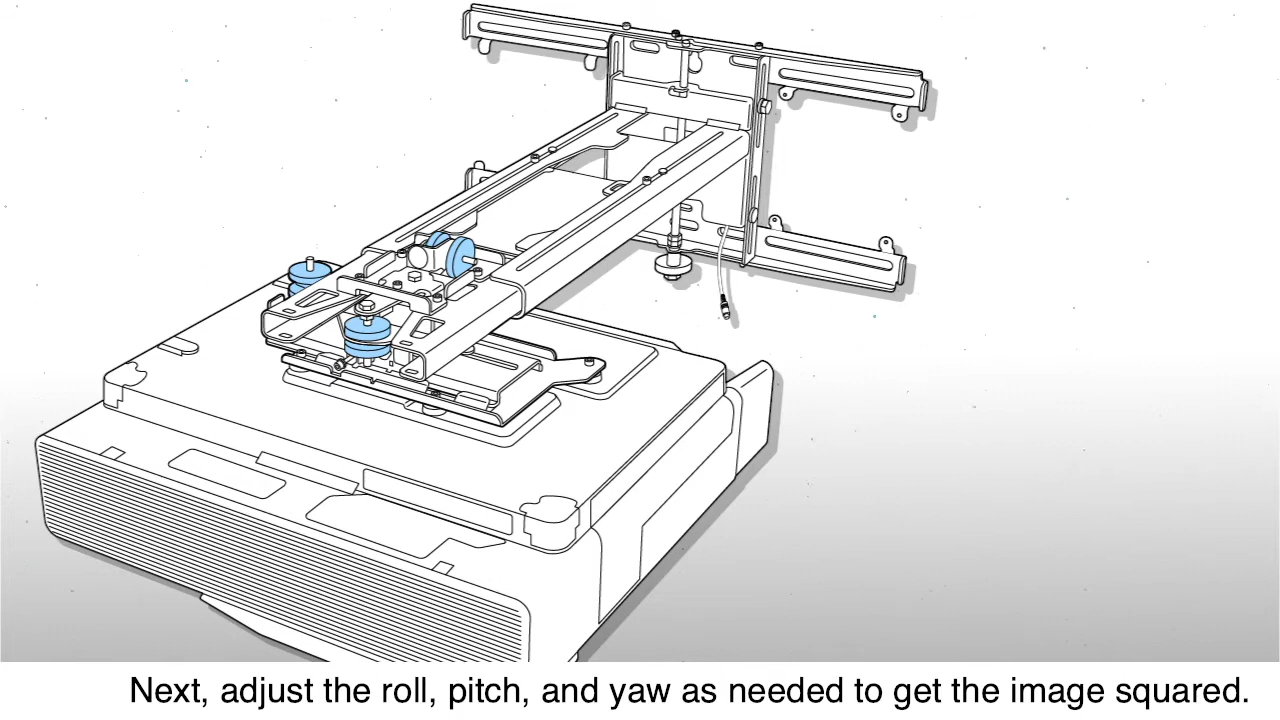 Next, adjust the roll, pitch, and yaw as needed to get the image squared.